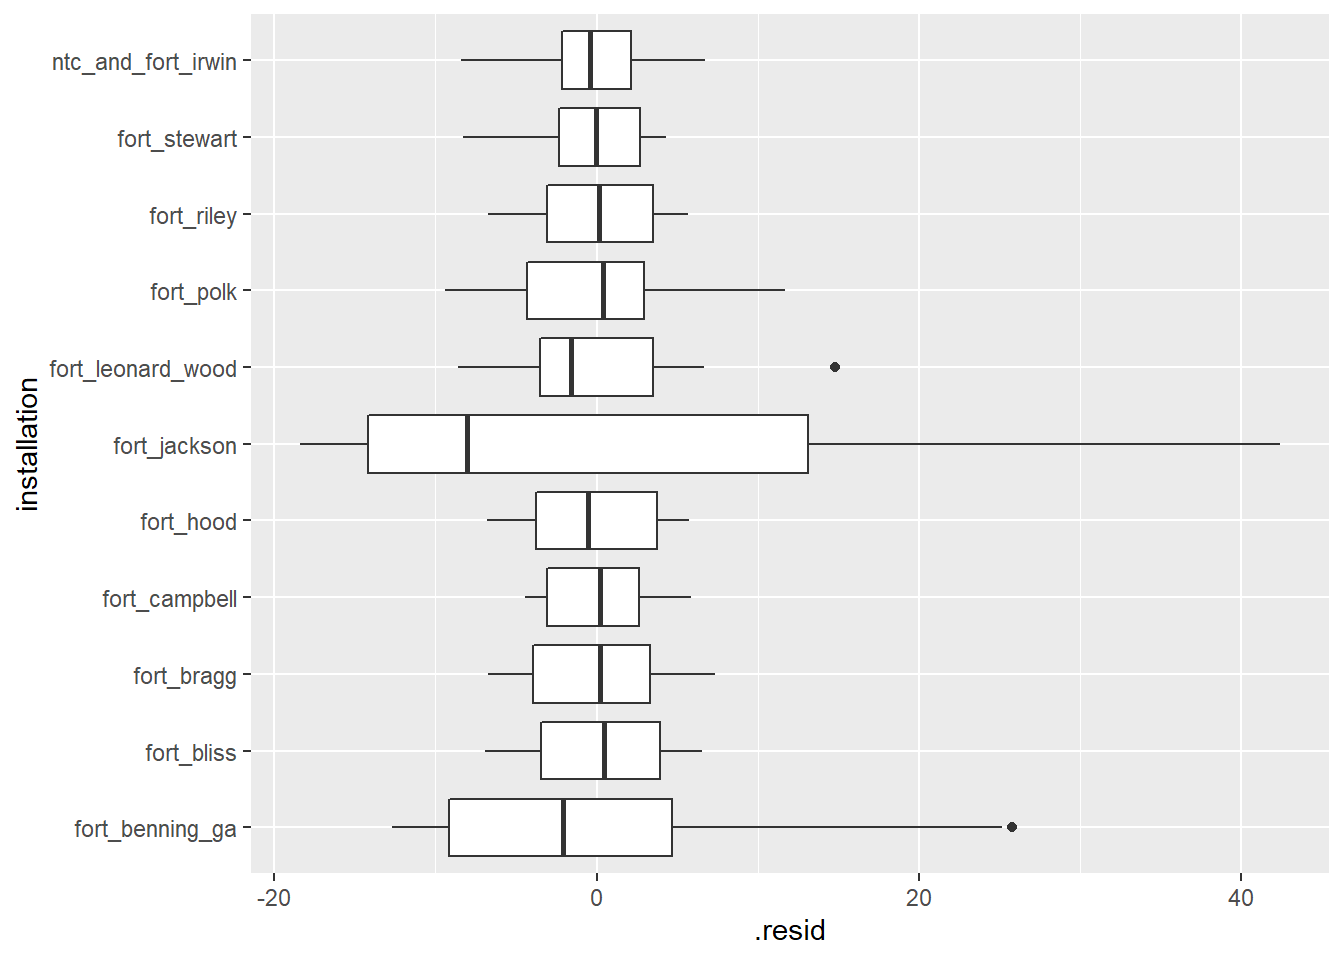 ntc_and_fort_irwin
fort_stewart
fort_riley
fort_polk
fort_leonard_wood
fort_jackson
fort_hood
fort_campbell
fort_bragg
fort_bliss
fort_benning_ga
installation
-20 0 20 40
.resid